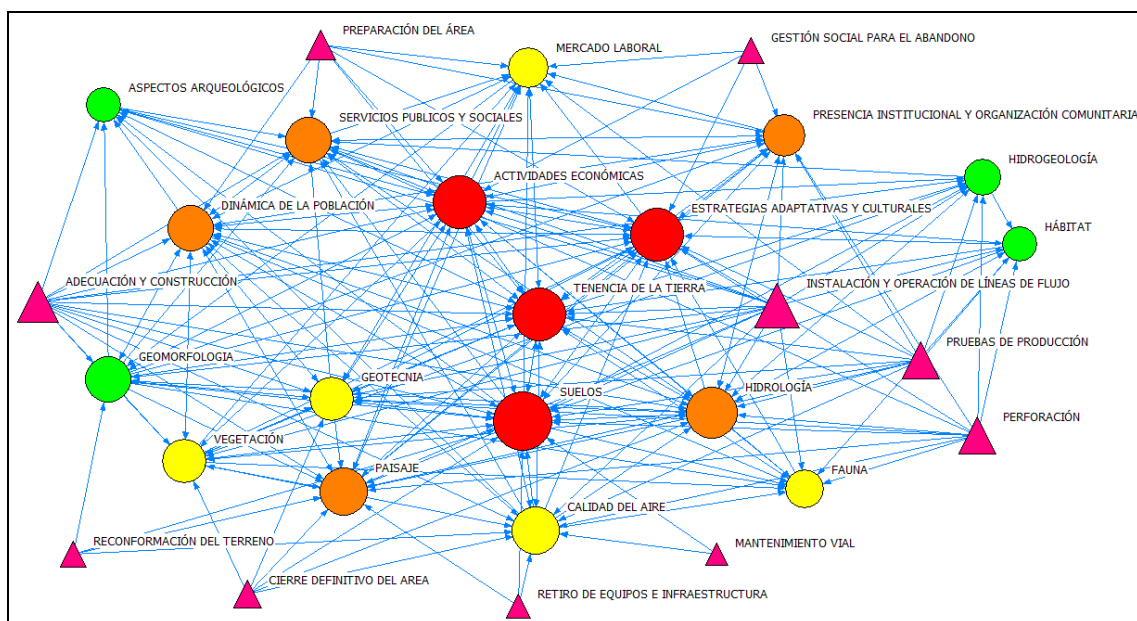 PREPARACIÓN DEL ÁREA
GESTIÓN SOCIAL PARA EL ABANDONO
MERCADO LABORAL
ASPECTOS ARQUEOLÓGICOS
SERVICIOS PUBLICOS Y SOCIALES
PRESENCIA INSTITUCIONAL Y ORGANIZACIÓN COMUNITARIA
HIDROGEOLOGÍA
ACTIVIDADES ECONÓMICAS
DINÁMICA DE LA POBLACIÓN
ESTRATEGIAS ADAPTATIVAS Y CULTURALES
HÁBITAT
ADECUACIÓN Y CONSTRUCCIÓN
TENENCIA DE LA TIERRA
INSTALACIÓN Y OPERACIÓN DE LÍNEAS DE FLUJO
PRUEBAS DE PRODUCCIÓN
GEOMORFOLOGIA
GEOTECNIA
SUELOS
HIDROLOGÍA
PERFORACIÓN
VEGETACIÓN
PAISAJE
FAUNA
CALIDAD DEL AIRE
RECONFORMACIÓN DEL TERRENO
MANTENIMIENTO VIAL
CIERRE DEFINITIVO DEL AREA
RETIRO DE EQUIPOS E INFRAESTRUCTURA